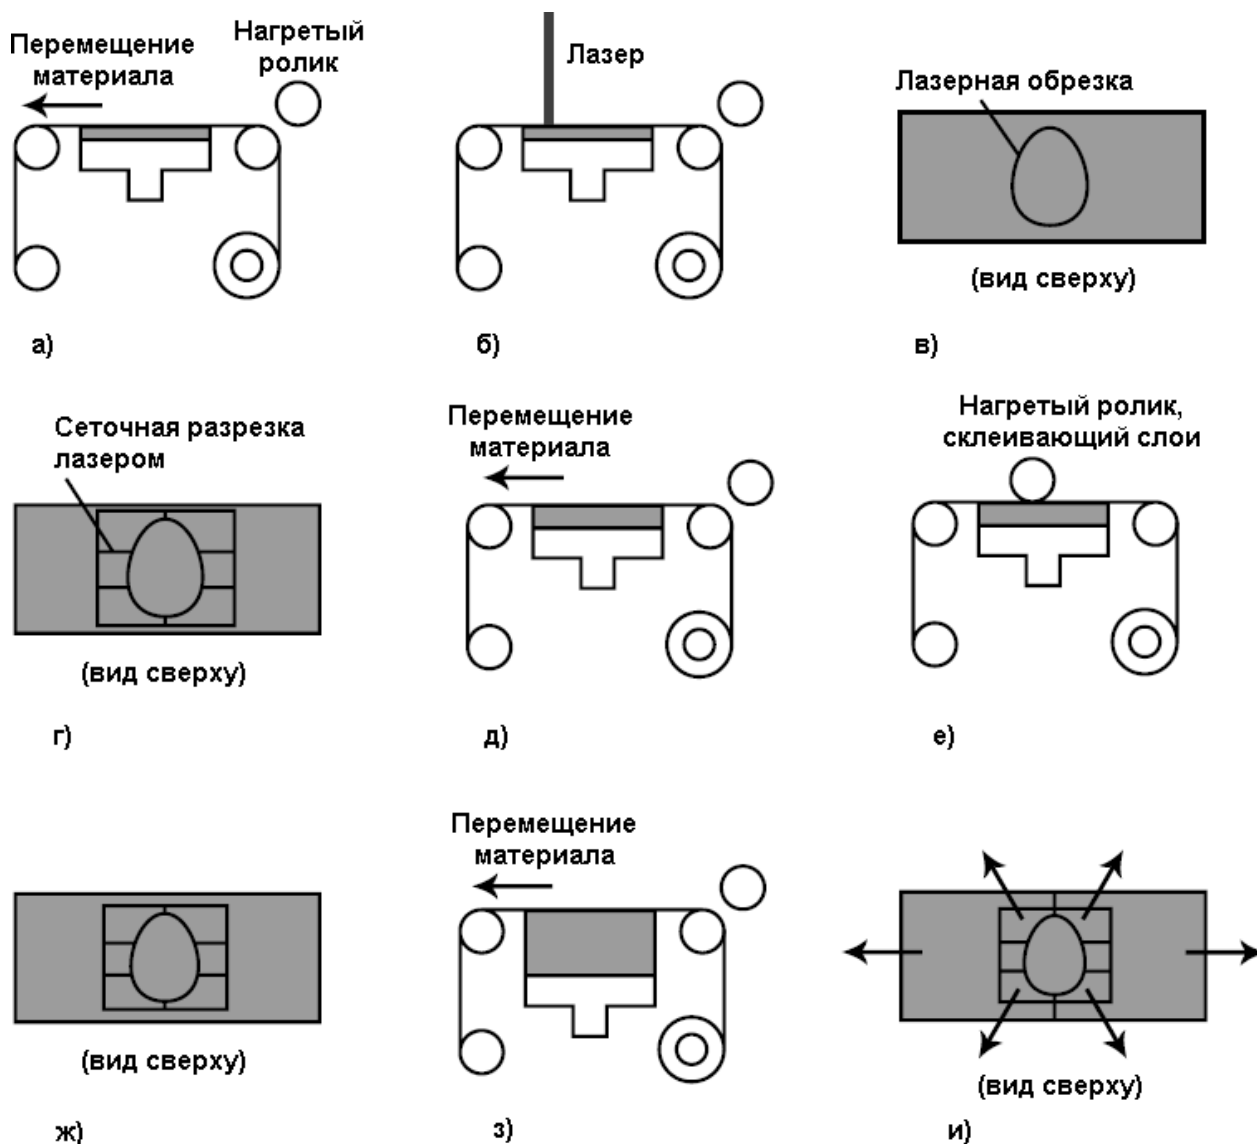 Перемещение
материала
Нагретый
ролик
Лазер
Лазерная обрезка
(вид сверху)
а)
б)
в)
Сеточная разрезка
лазером
Перемещение
материала
Нагретый ролик,
склеивающий слои
(вид сверху)
г)
д)
е)
Перемещение
материала
(вид сверху)
(вид сверху)
ж)
з)
и)